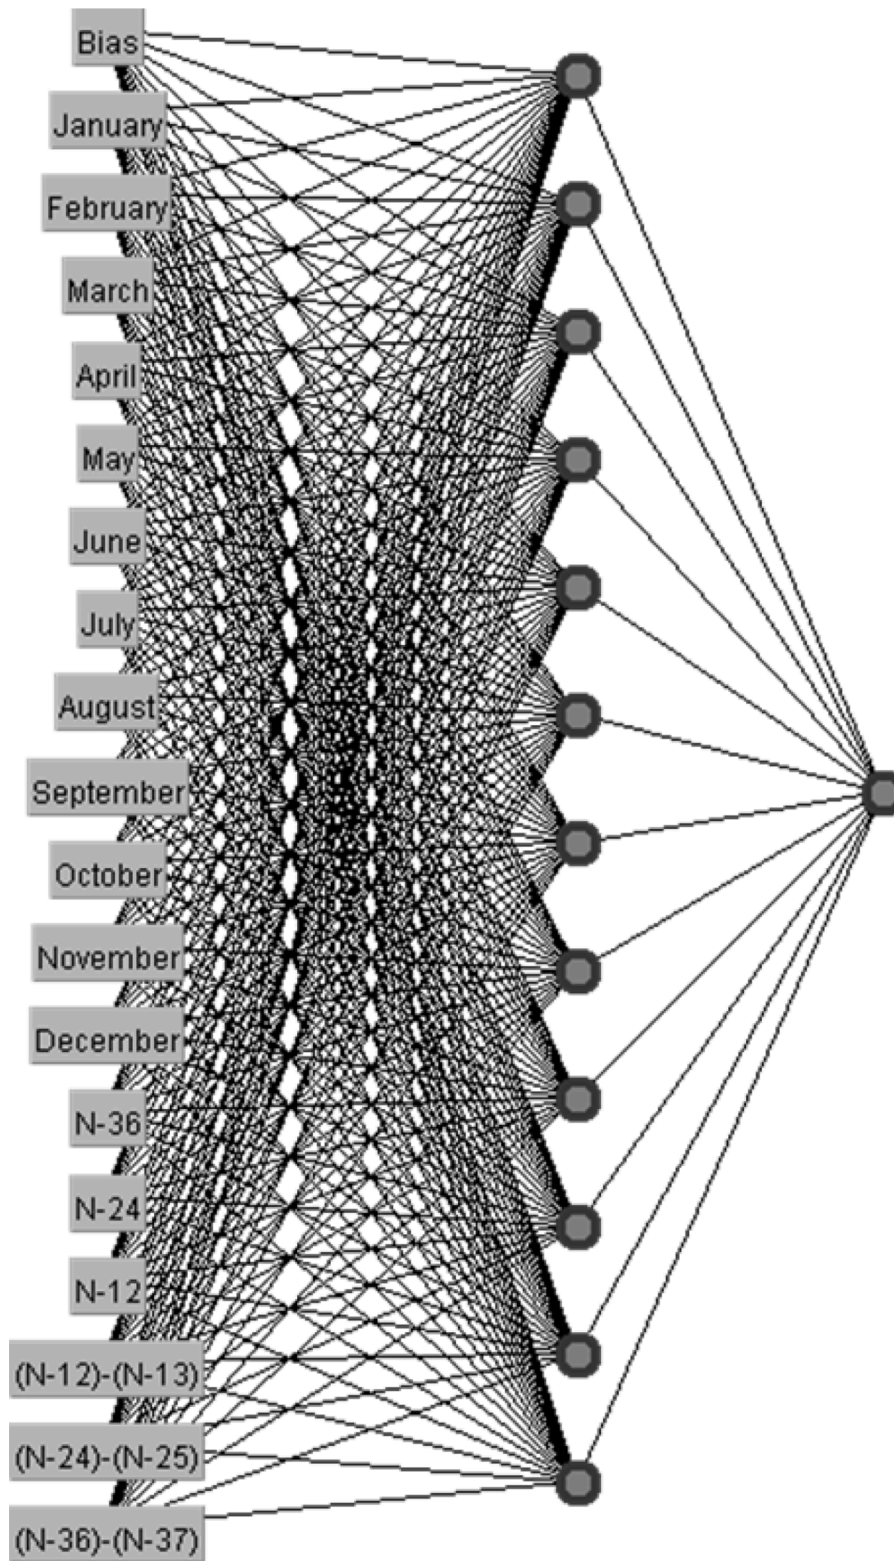 Bias
January
February
March
April
May
June
July
August
September
October
November
December
N-36
N-24
N-12
(N-12)-(N-13)
(N-24)-(N-25)
(N-36)-(N-37)